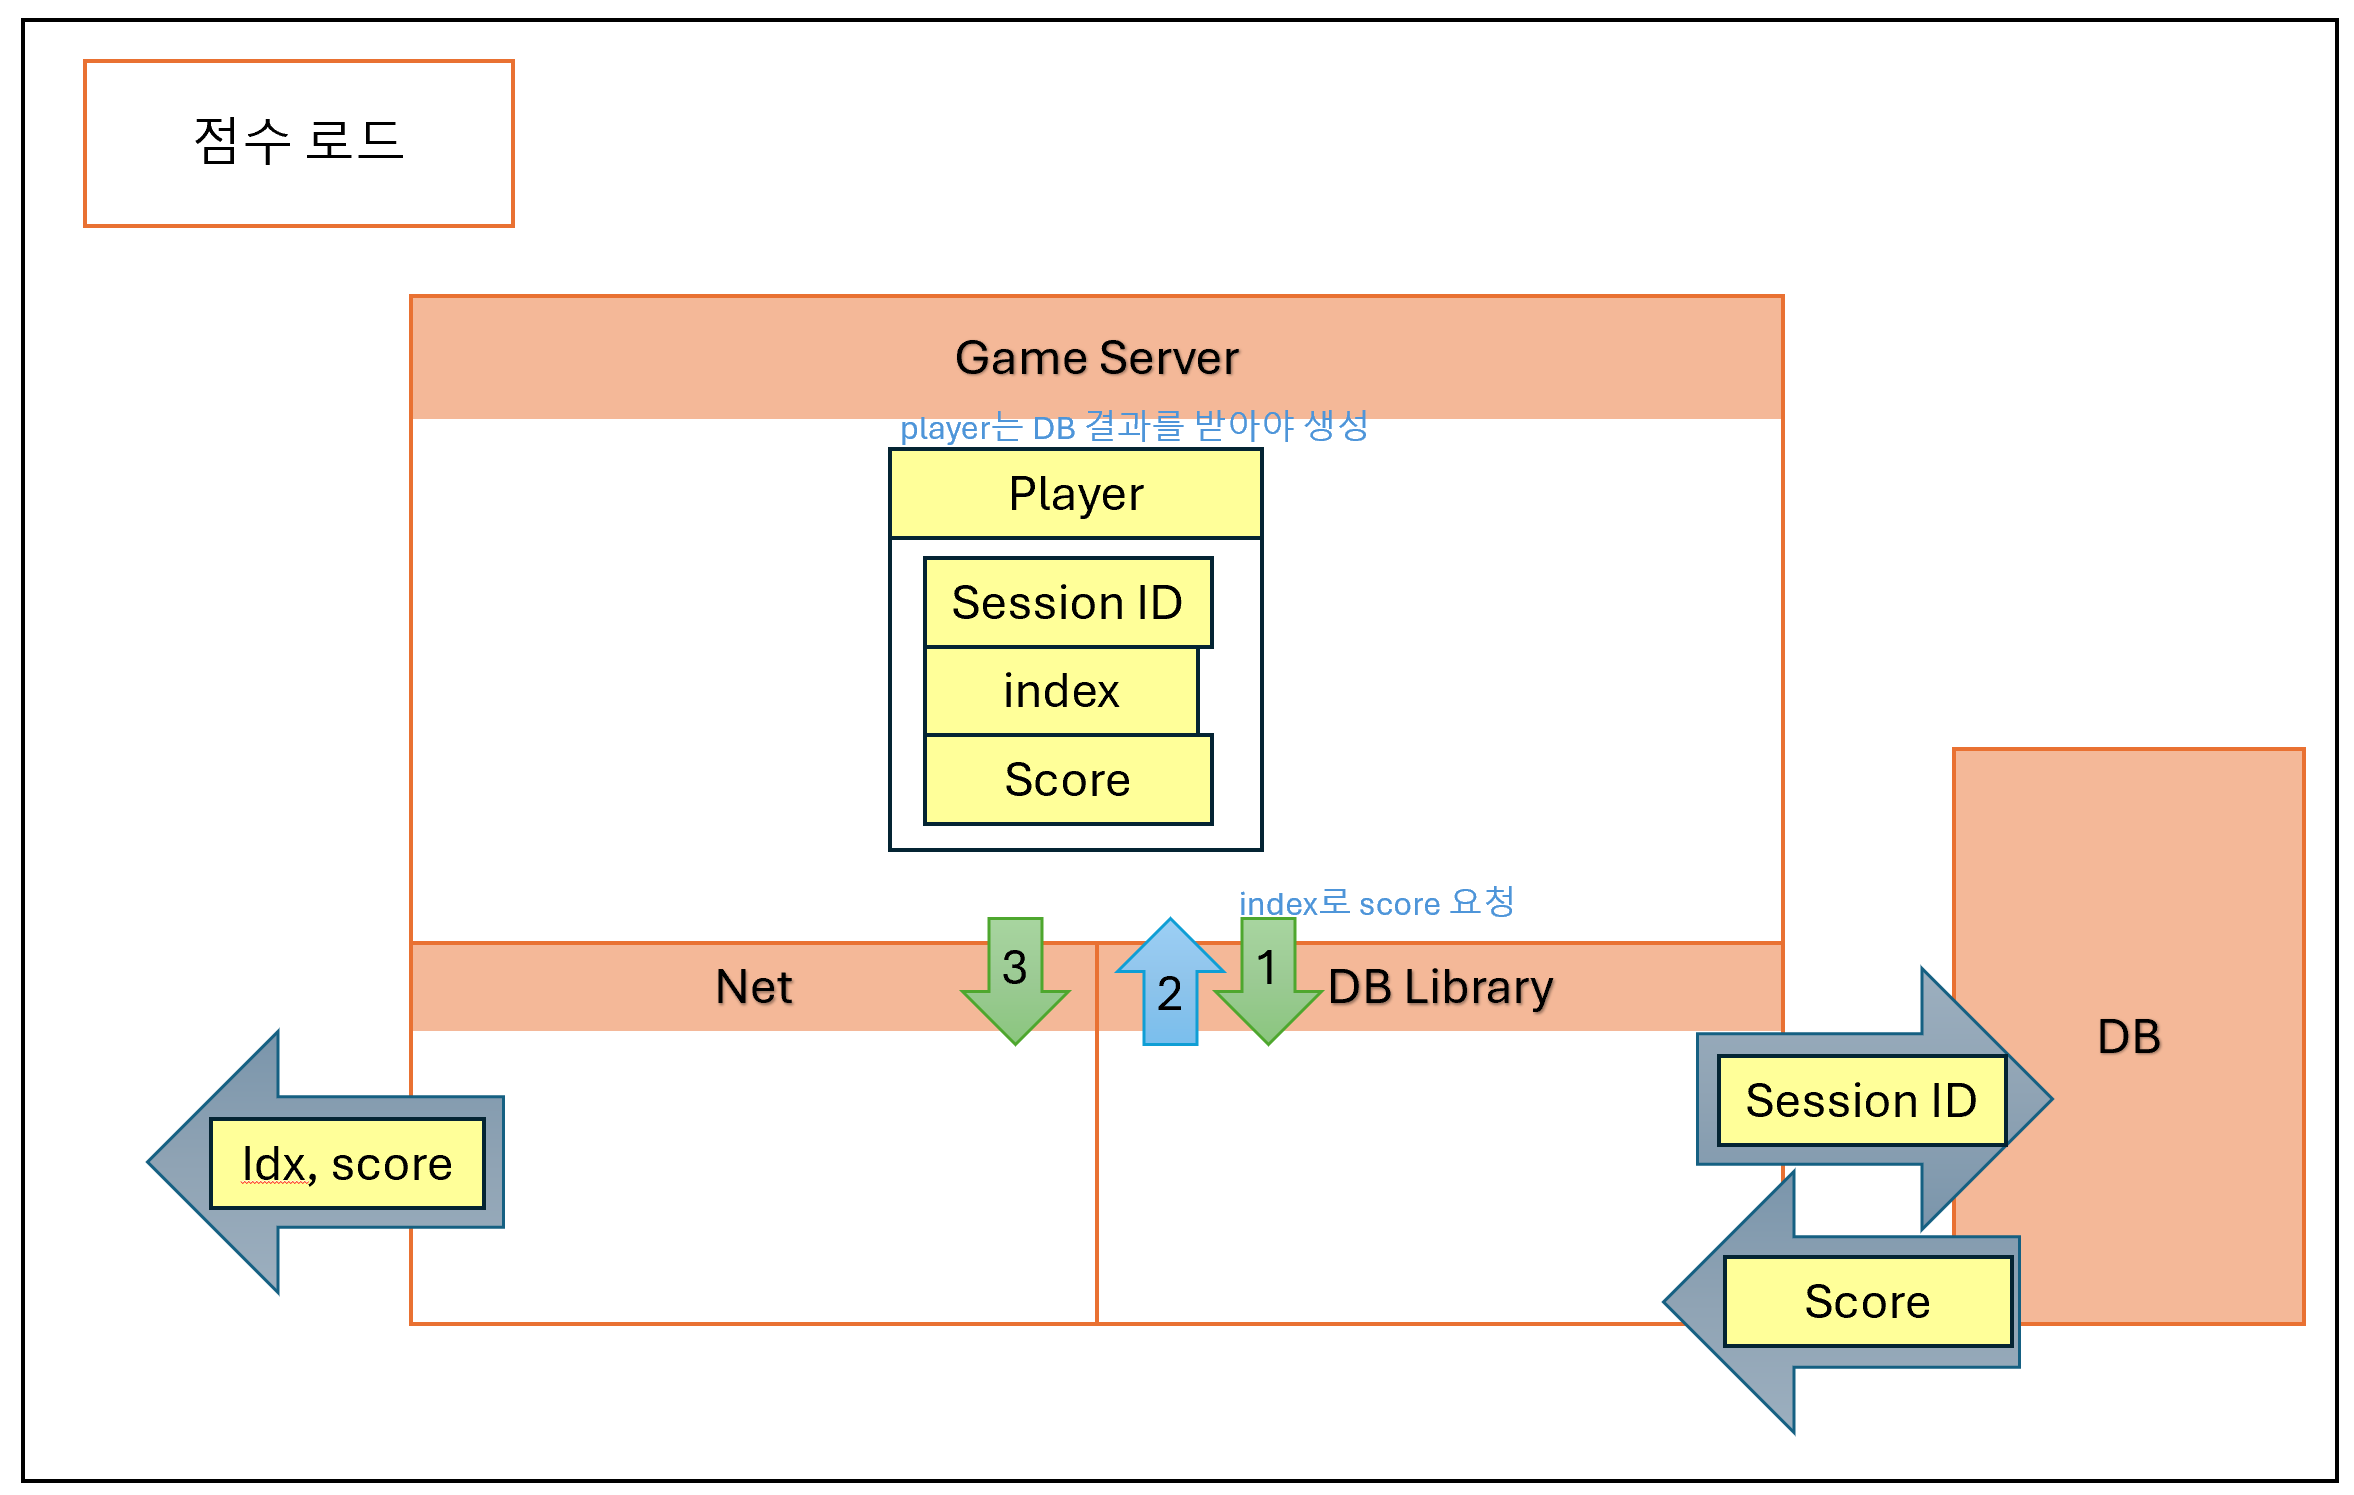 점수 로드
Game Server
player는 DB 결과를 받아야 생성
Player
Session ID
index
Score
index로 score 요청
3
2
1
Net
DB Library
DB
Session ID
Idx, score
Score